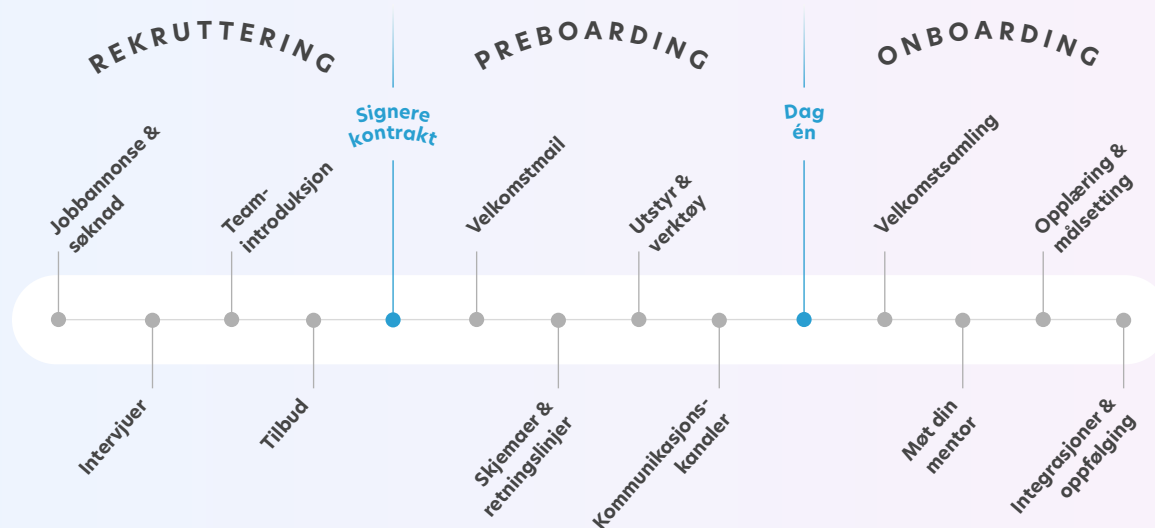 REKRUTTERING
PREBOARDING
ONBOARDING
Signere
kontrakt
Dag
én
Jobbannonse &
søknad
Team-
introduksjon
Velkomstmail
Utstyr &
verktøy
Velkomstsamling
Opplæring &
målsetting
Intervjuer
Tilbud
Skjemaer &
retningslinjer
Kommunikasjons-
kanaler
Møt din
mentor
Integrasjoner &
oppfølging